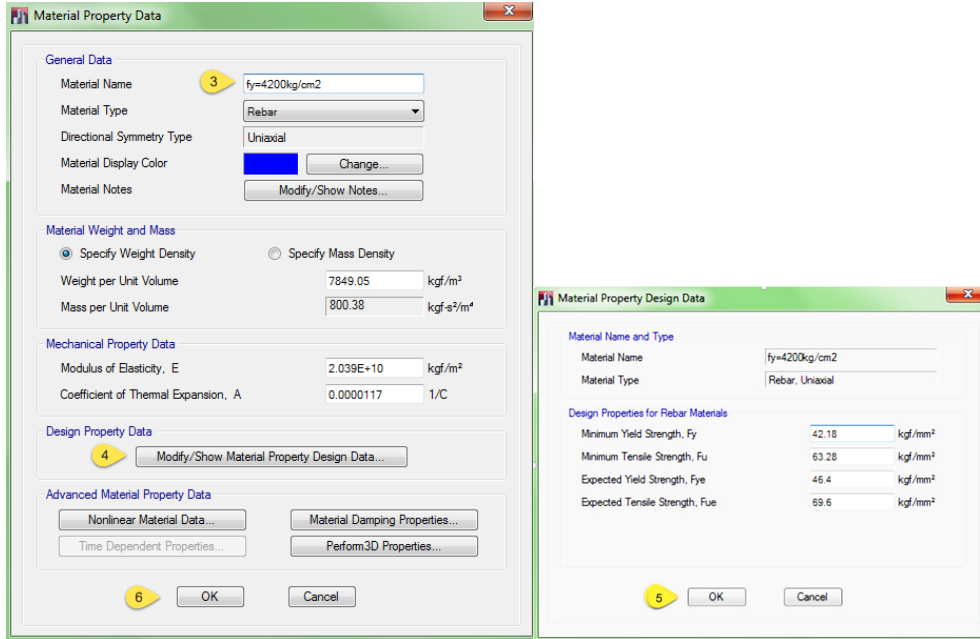 Material Property Data
General Data
Material Name 3 fy=4200kg/cm2
Material Type Rebar
Directional Symmetry Type Uniaxial
Material Display Color Change...
Material Notes Modify/Show Notes...
Material Weight and Mass
Specify Weight Density Specify Mass Density
Weight per Unit Volume 7849.05 kgf/m³
Mass per Unit Volume 800.38 kgf-s²/m⁴
Mechanical Property Data
Modulus of Elasticity, E 2.039E+10 kgf/m²
Coefficient of Thermal Expansion, A 0.0000117 1/C
Design Property Data
4 Modify/Show Material Property Design Data...
Advanced Material Property Data
Nonlinear Material Data... Material Damping Properties...
Time Dependent Properties... Perform3D Properties...
6 OK Cancel
Material Property Design Data
Material Name and Type
Material Name fy=4200kg/cm2
Material Type Rebar, Uniaxial
Design Properties for Rebar Materials
Minimum Yield Strength, Fy 42.18 kgf/mm²
Minimum Tensile Strength, Fu 63.28 kgf/mm²
Expected Yield Strength, Fye 46.4 kgf/mm²
Expected Tensile Strength, Fue 69.6 kgf/mm²
5 OK Cancel